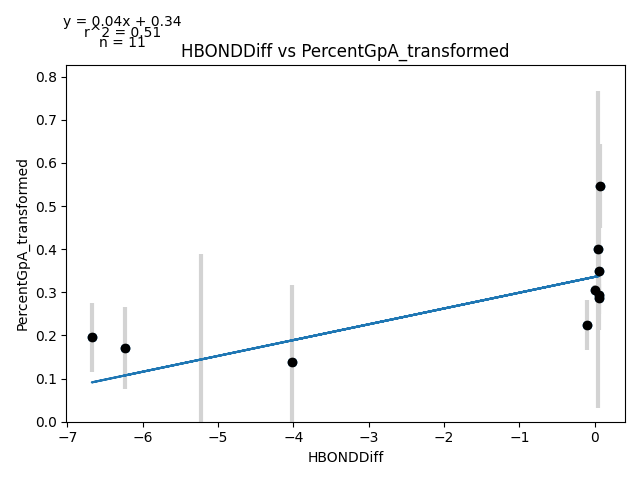 y = 0.04x + 0.34
r^2 = 0.51
n = 11
HBONDDiff vs PercentGpA_transformed
PercentGpA_transformed
0.8
0.7
0.6
0.5
0.4
0.3
0.2
0.1
0.0
−7 −6 −5 −4 −3 −2 −1 0
HBONDDiff